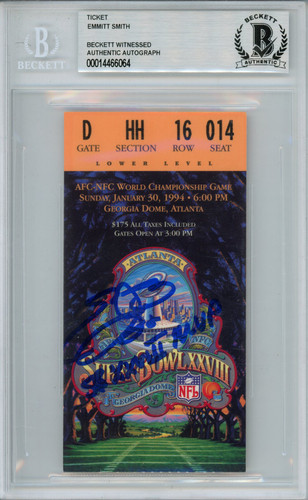 TICKET
EMMITT SMITH
BECKETT WITNESSED
AUTHENTIC AUTOGRAPH
00014466064
BECKETT
BECKETT
AUTHENTIC
D HH 16 014
GATE SECTION ROW SEAT
LOWER LEVEL
AFC-NFC WORLD CHAMPIONSHIP GAME
SUNDAY, JANUARY 30, 1994 • 6:00 PM
GEORGIA DOME, ATLANTA
$175 ALL TAXES INCLUDED
GATES OPEN AT 3:00 PM
ATLANTA
MVP
SUPER BOWL XXVIII
GEORGIA DOME
NFL